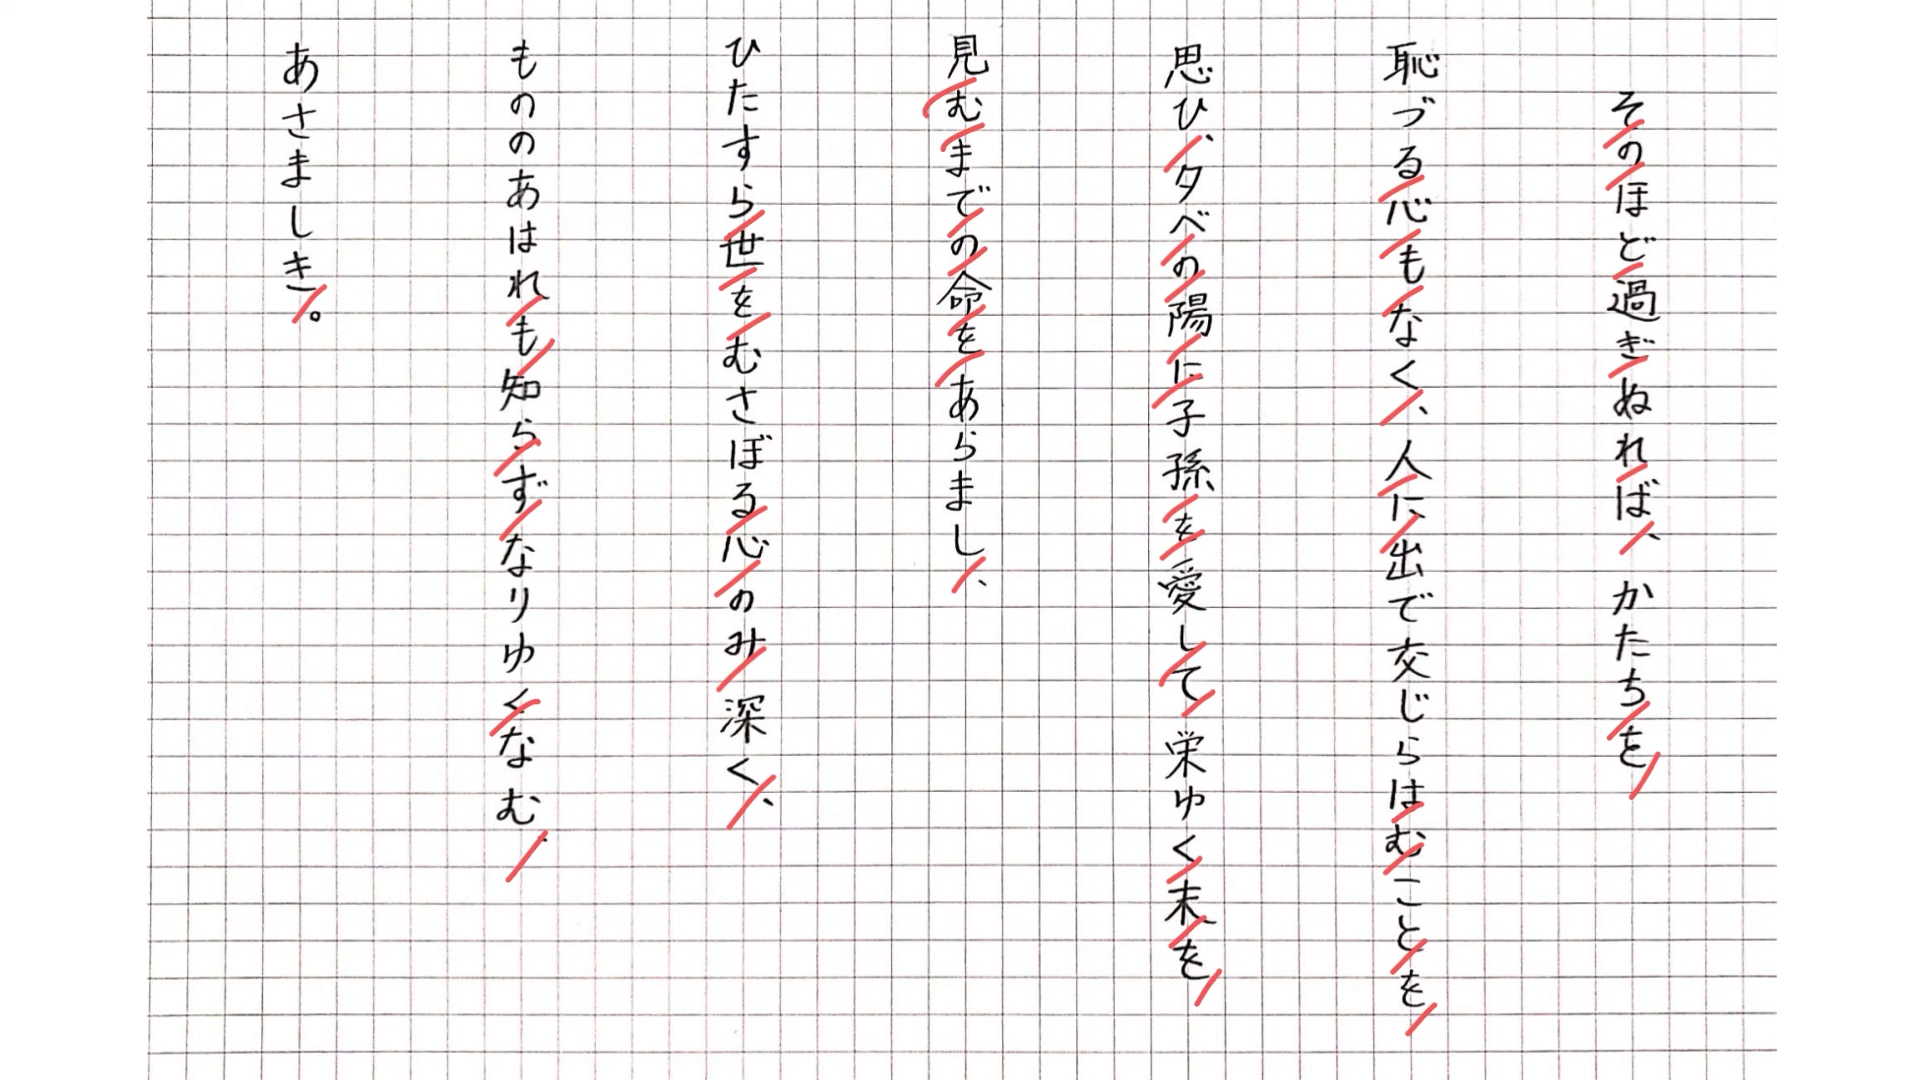 そのほど過ぎぬれば、かたちを
恥づる心もなく、人に出で交じらはむことを
思ひ、夕べの陽に子孫を愛して栄ゆく末を
見むまでの命をあらまし、
ひたすら世をむさぼる心のみ深く、
もののあはれも知らずなりゆくなむ
あさましき。